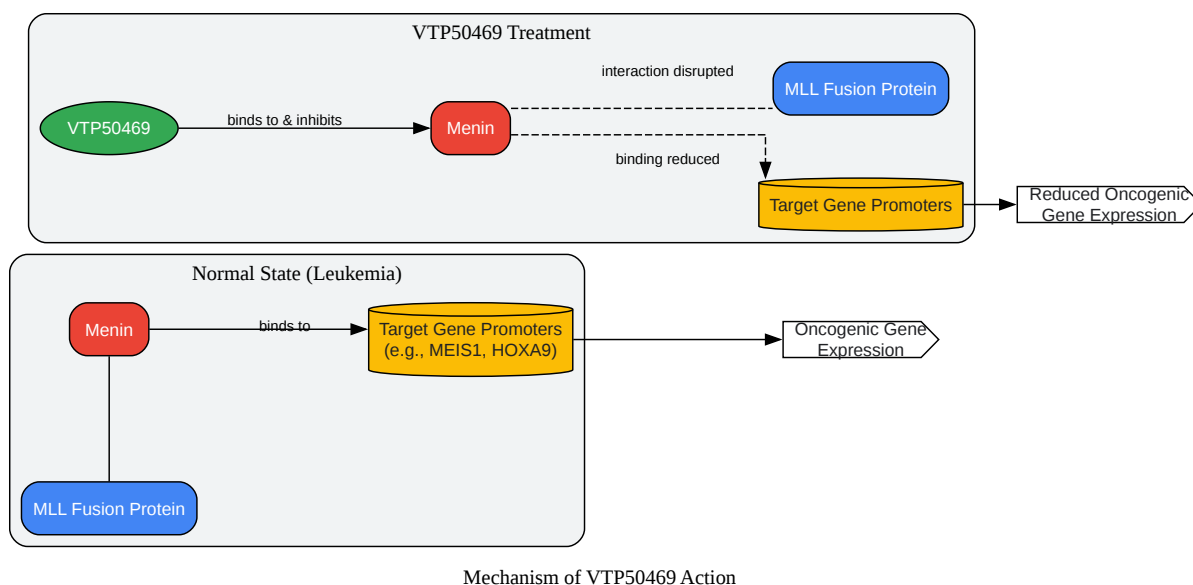 VTP50469 Treatment
interaction disrupted
MLL Fusion Protein
VTP50469
binds to & inhibits
Menin
binding reduced
Target Gene Promoters
Reduced Oncogenic
Gene Expression
Normal State (Leukemia)
Menin
binds to
Target Gene Promoters
(e.g., MEIS1, HOXA9)
Oncogenic Gene
Expression
MLL Fusion Protein
Mechanism of VTP50469 Action